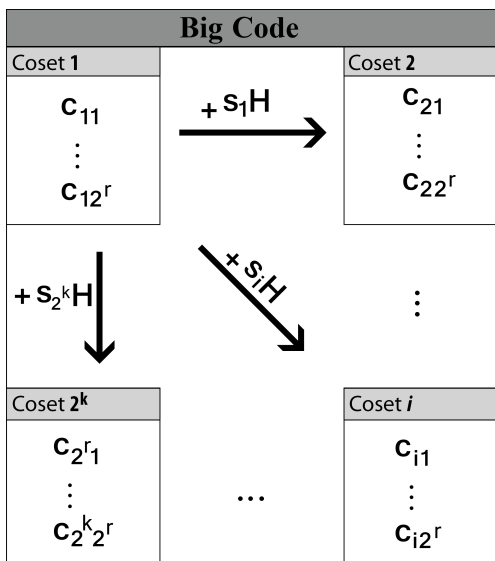 Big Code
Coset 1
Coset 2
c₁₁
⋮
c₁₂ʳ
+ s₁H
c₂₁
⋮
c₂₂ʳ
+ s₂ᵏH
+ sᵢH
⋮
Coset 2ᵏ
Coset i
c₂ʳ₁
⋮
c₂ᵏ₂ʳ
...
cᵢ₁
⋮
cᵢ₂ʳ